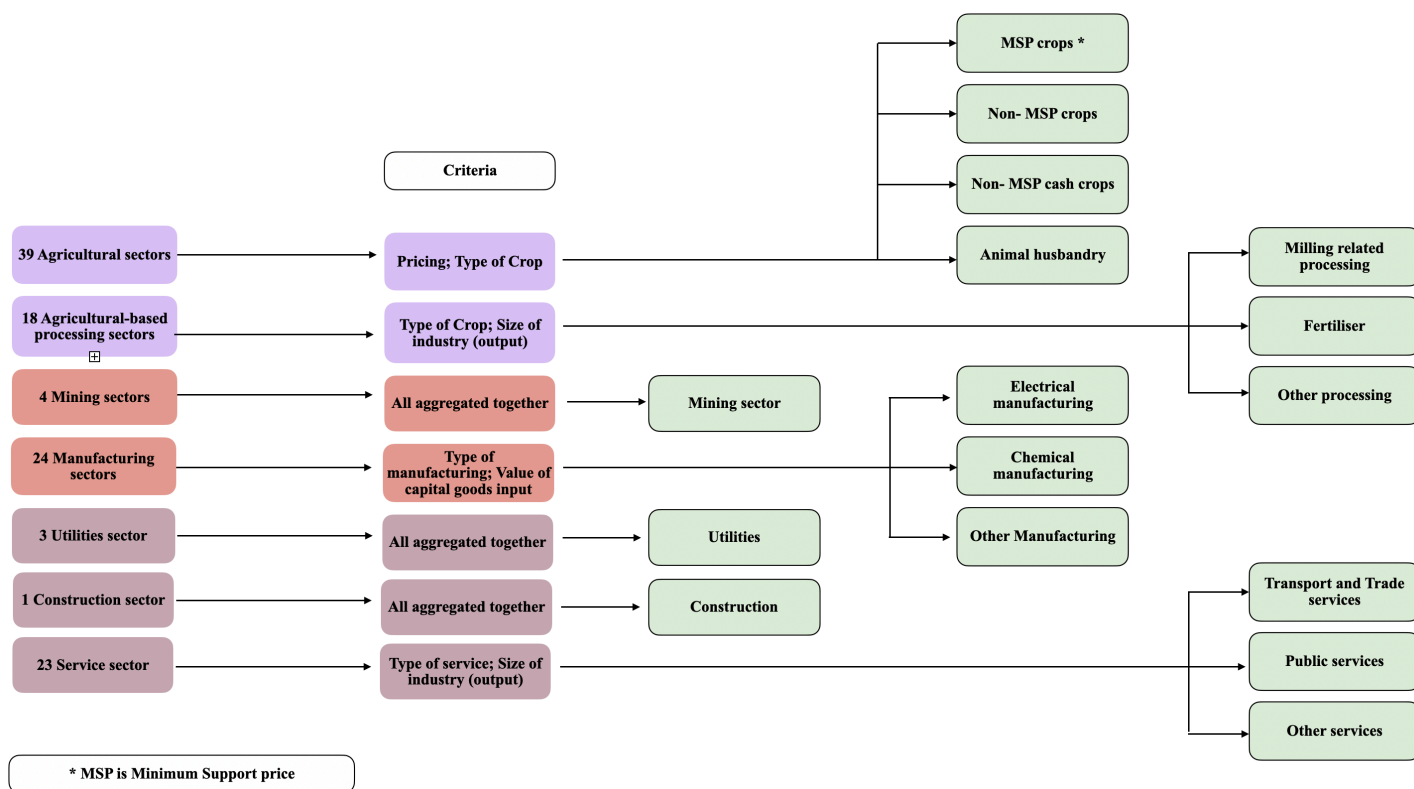 MSP crops *
Non- MSP crops
Criteria
Non- MSP cash crops
39 Agricultural sectors
Pricing; Type of Crop
Animal husbandry
Milling related
processing
18 Agricultural-based
processing sectors
Type of Crop; Size of
industry (output)
Fertiliser
4 Mining sectors
All aggregated together
Mining sector
Electrical
manufacturing
Other processing
24 Manufacturing
sectors
Type of
manufacturing; Value of
capital goods input
Chemical
manufacturing
3 Utilities sector
All aggregated together
Utilities
Other Manufacturing
1 Construction sector
All aggregated together
Construction
Transport and Trade
services
23 Service sector
Type of service; Size of
industry (output)
Public services
Other services
* MSP is Minimum Support price